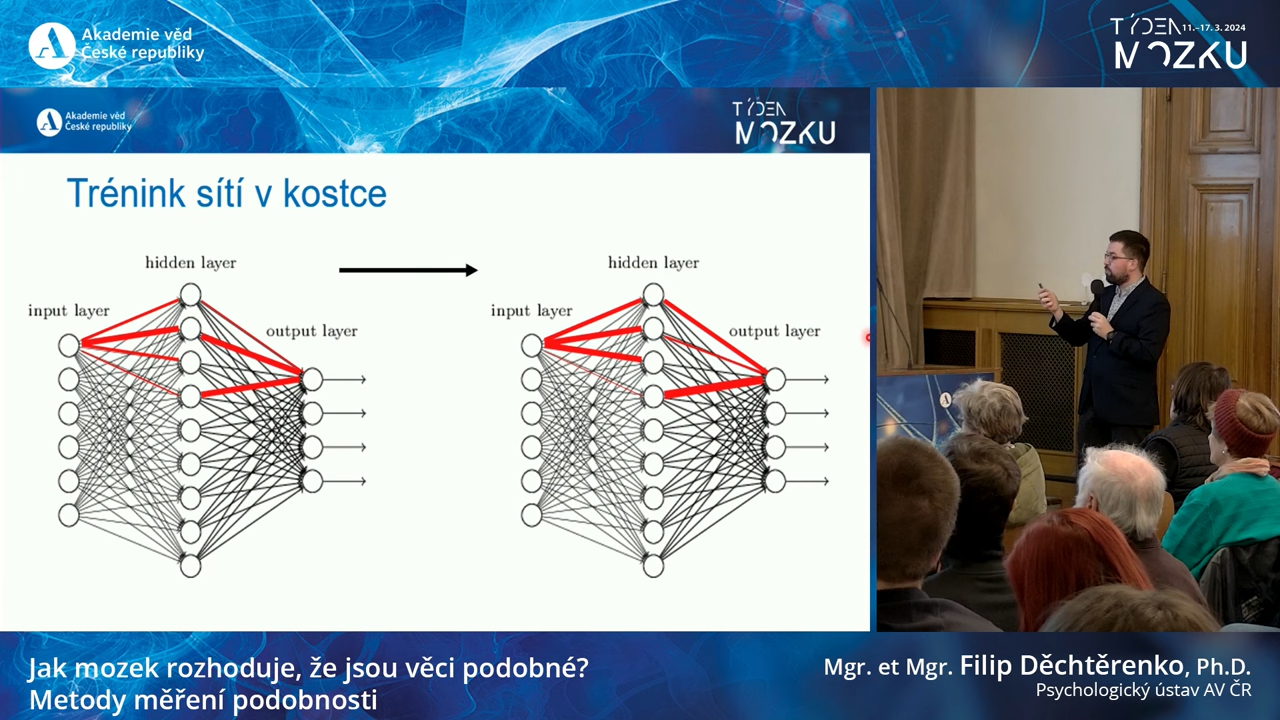 Akademie věd
České republiky
TÝDEN 11.–17. 3. 2024
MOZKU
Akademie věd
České republiky
TÝDEN
MOZKU
Trénink sítí v kostce
hidden layer
input layer
output layer
hidden layer
input layer
output layer
Jak mozek rozhoduje, že jsou věci podobné?
Metody měření podobnosti
Mgr. et Mgr. Filip Děchtěrenko, Ph.D.
Psychologický ústav AV ČR